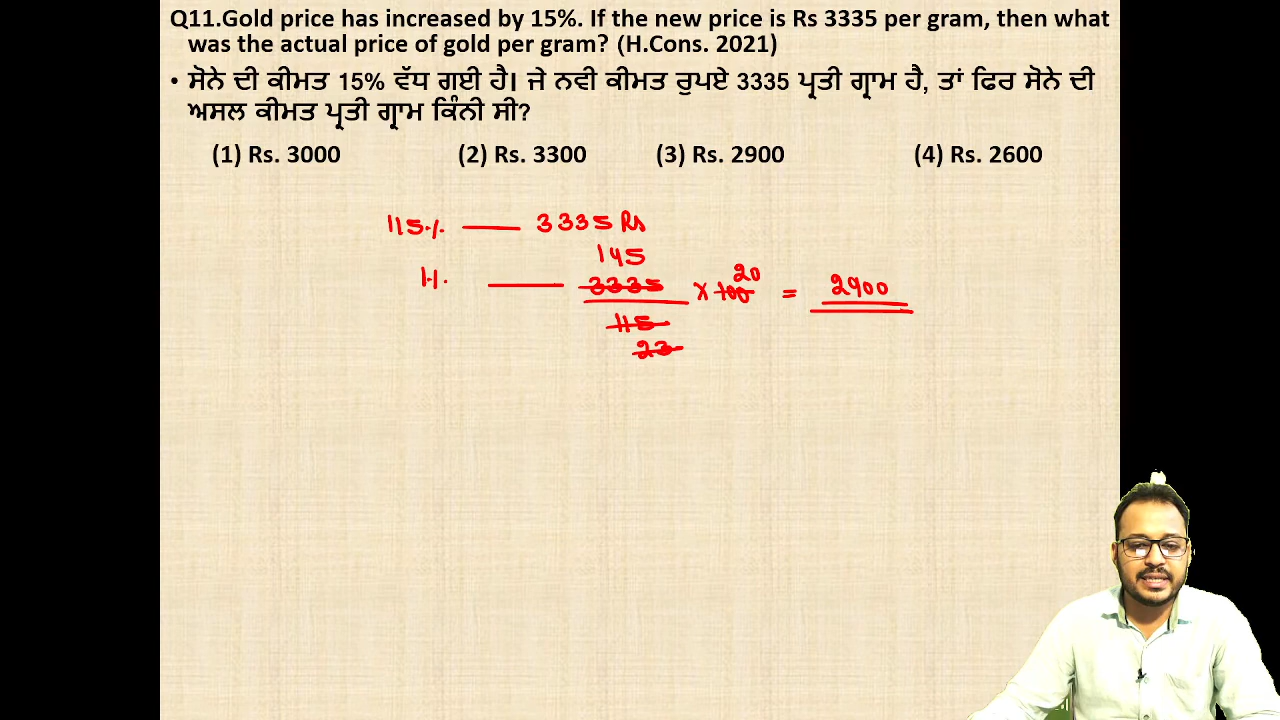 Q11.Gold price has increased by 15%. If the new price is Rs 3335 per gram, then what
was the actual price of gold per gram? (H.Cons. 2021)
• ਸੋਨੇ ਦੀ ਕੀਮਤ 15% ਵੱਧ ਗਈ ਹੈ। ਜੇ ਨਵੀ ਕੀਮਤ ਰੁਪਏ 3335 ਪ੍ਰਤੀ ਗ੍ਰਾਮ ਹੈ, ਤਾਂ ਫਿਰ ਸੋਨੇ ਦੀ
ਅਸਲ ਕੀਮਤ ਪ੍ਰਤੀ ਗ੍ਰਾਮ ਕਿੰਨੀ ਸੀ?
(1) Rs. 3000 (2) Rs. 3300 (3) Rs. 2900 (4) Rs. 2600
115% — 3335 Rs
145
1% — 3335 × 100 = 2900
20
115
23